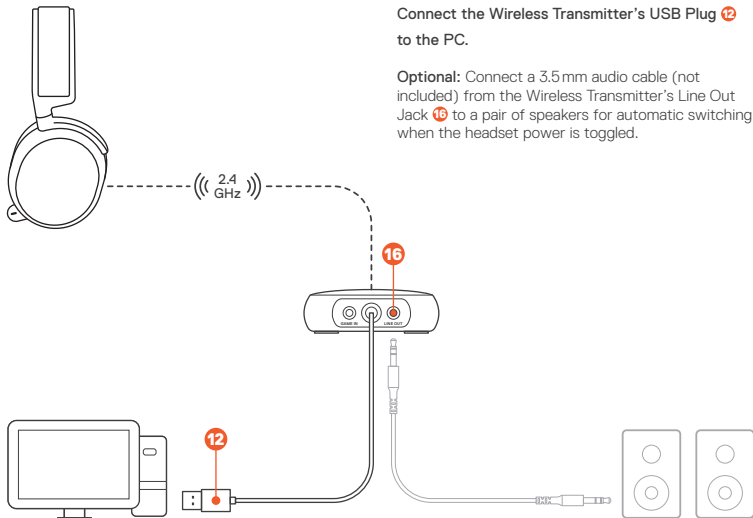 Connect the Wireless Transmitter's USB Plug 12
to the PC.
Optional: Connect a 3.5 mm audio cable (not
included) from the Wireless Transmitter's Line Out
Jack 16 to a pair of speakers for automatic switching
when the headset power is toggled.
2.4
GHz
16
GAME IN
LINE OUT
12